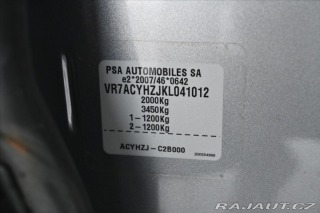 PSA AUTOMOBILES SA
e2*2007/46*0642
VR7ACYHZJKL041012
2000Kg
3450Kg
1-1200Kg
2-1200Kg
ACYHZJ-C2B000
RAJAUT.CZ